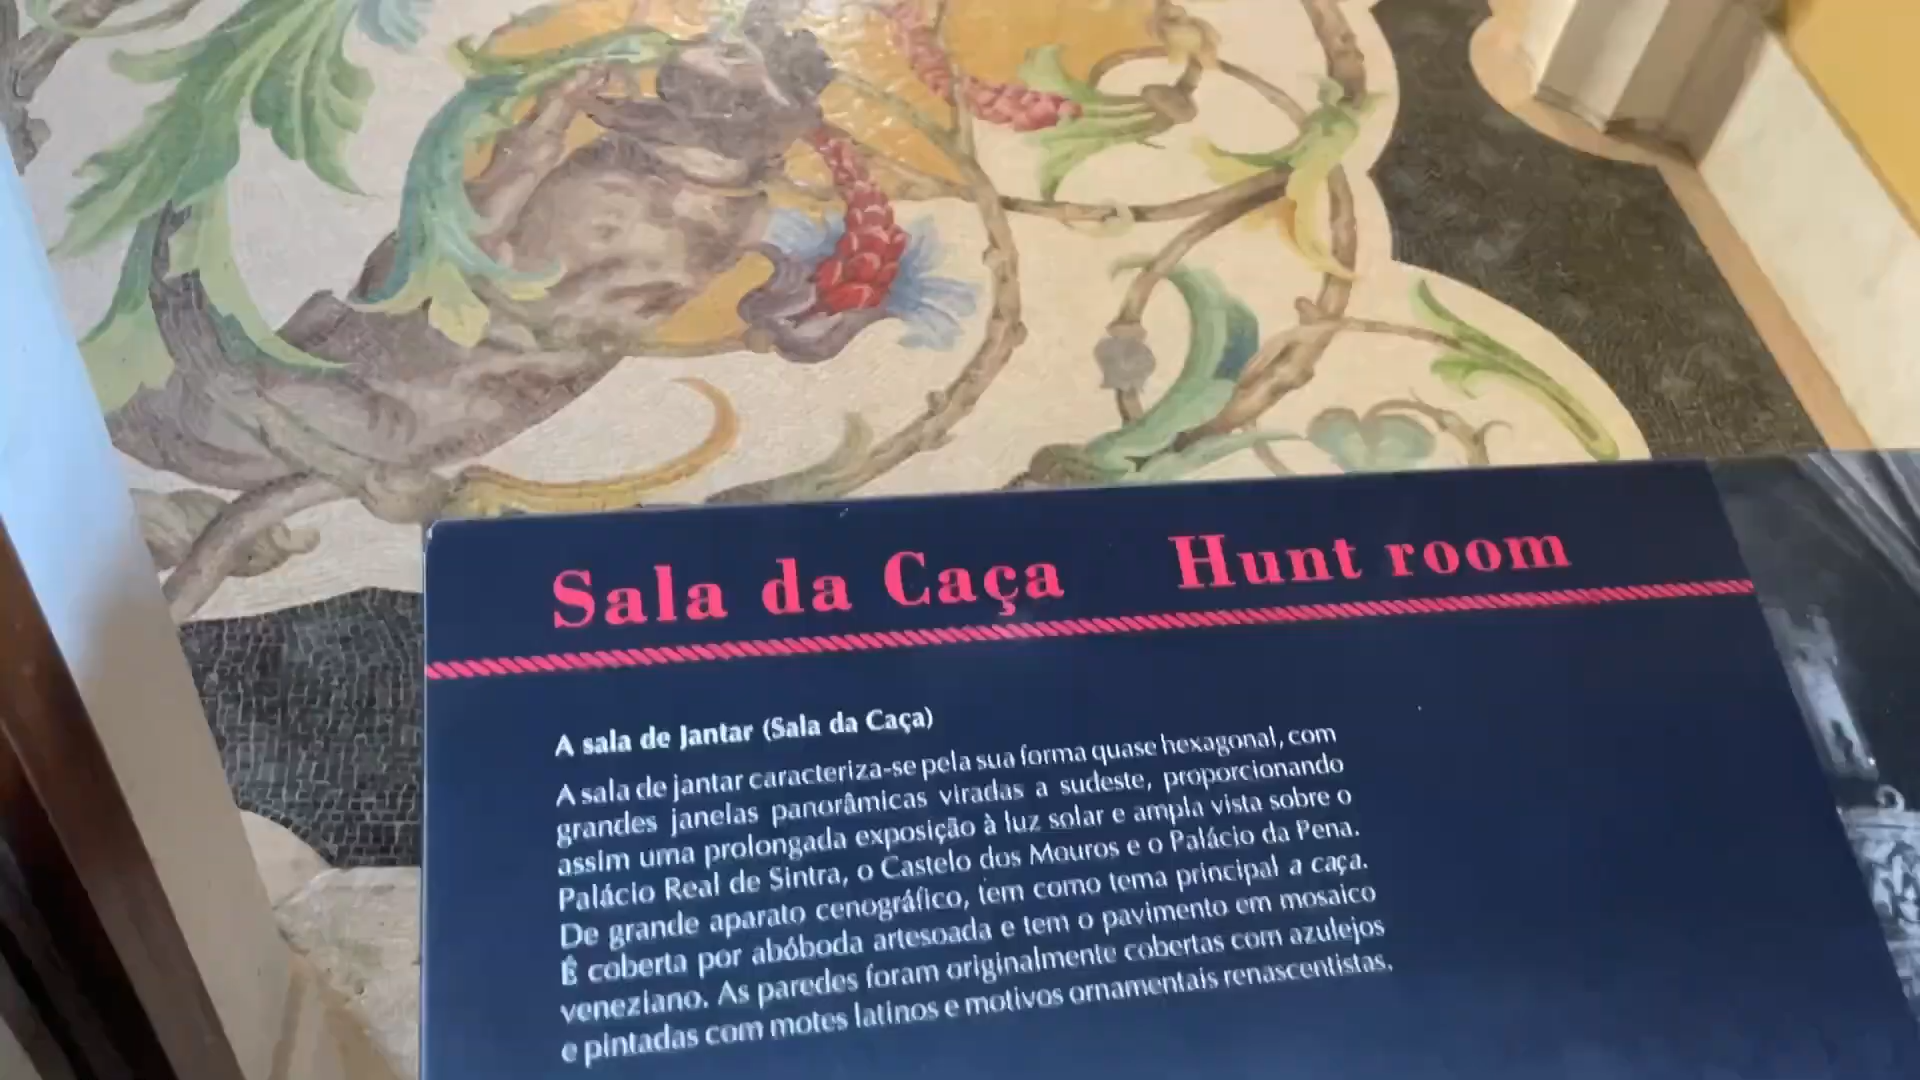 Sala da Caça Hunt room
A sala de Jantar (Sala da Caça)
A sala de jantar caracteriza-se pela sua forma quase hexagonal, com
grandes janelas panorâmicas viradas a sudeste, proporcionando
assim uma prolongada exposição à luz solar e ampla vista sobre o
Palácio Real de Sintra, o Castelo dos Mouros e o Palácio da Pena.
De grande aparato cenográfico, tem como tema principal a caça.
É coberta por abóboda artesoada e tem o pavimento em mosaico
veneziano. As paredes foram originalmente cobertas com azulejos
e pintadas com motes latinos e motivos ornamentais renascentistas.